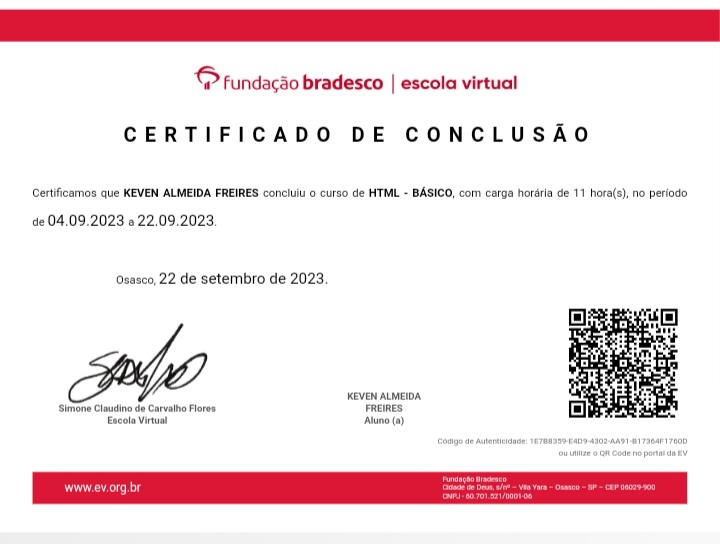 fundação bradesco | escola virtual
CERTIFICADO DE CONCLUSÃO
Certificamos que KEVEN ALMEIDA FREIRES concluiu o curso de HTML - BÁSICO, com carga horária de 11 hora(s), no período
de 04.09.2023 a 22.09.2023.
Osasco, 22 de setembro de 2023.
Simone Claudino de Carvalho Flores
Escola Virtual
KEVEN ALMEIDA
FREIRES
Aluno (a)
Código de Autenticidade: 1E7B8359-E4D9-4302-AA91-B17364F1760D
ou utilize o QR Code no portal da EV
www.ev.org.br
Fundação Bradesco
Cidade de Deus, s/nº – Vila Yara – Osasco – SP – CEP 06029-900
CNPJ - 60.701.521/0001-06